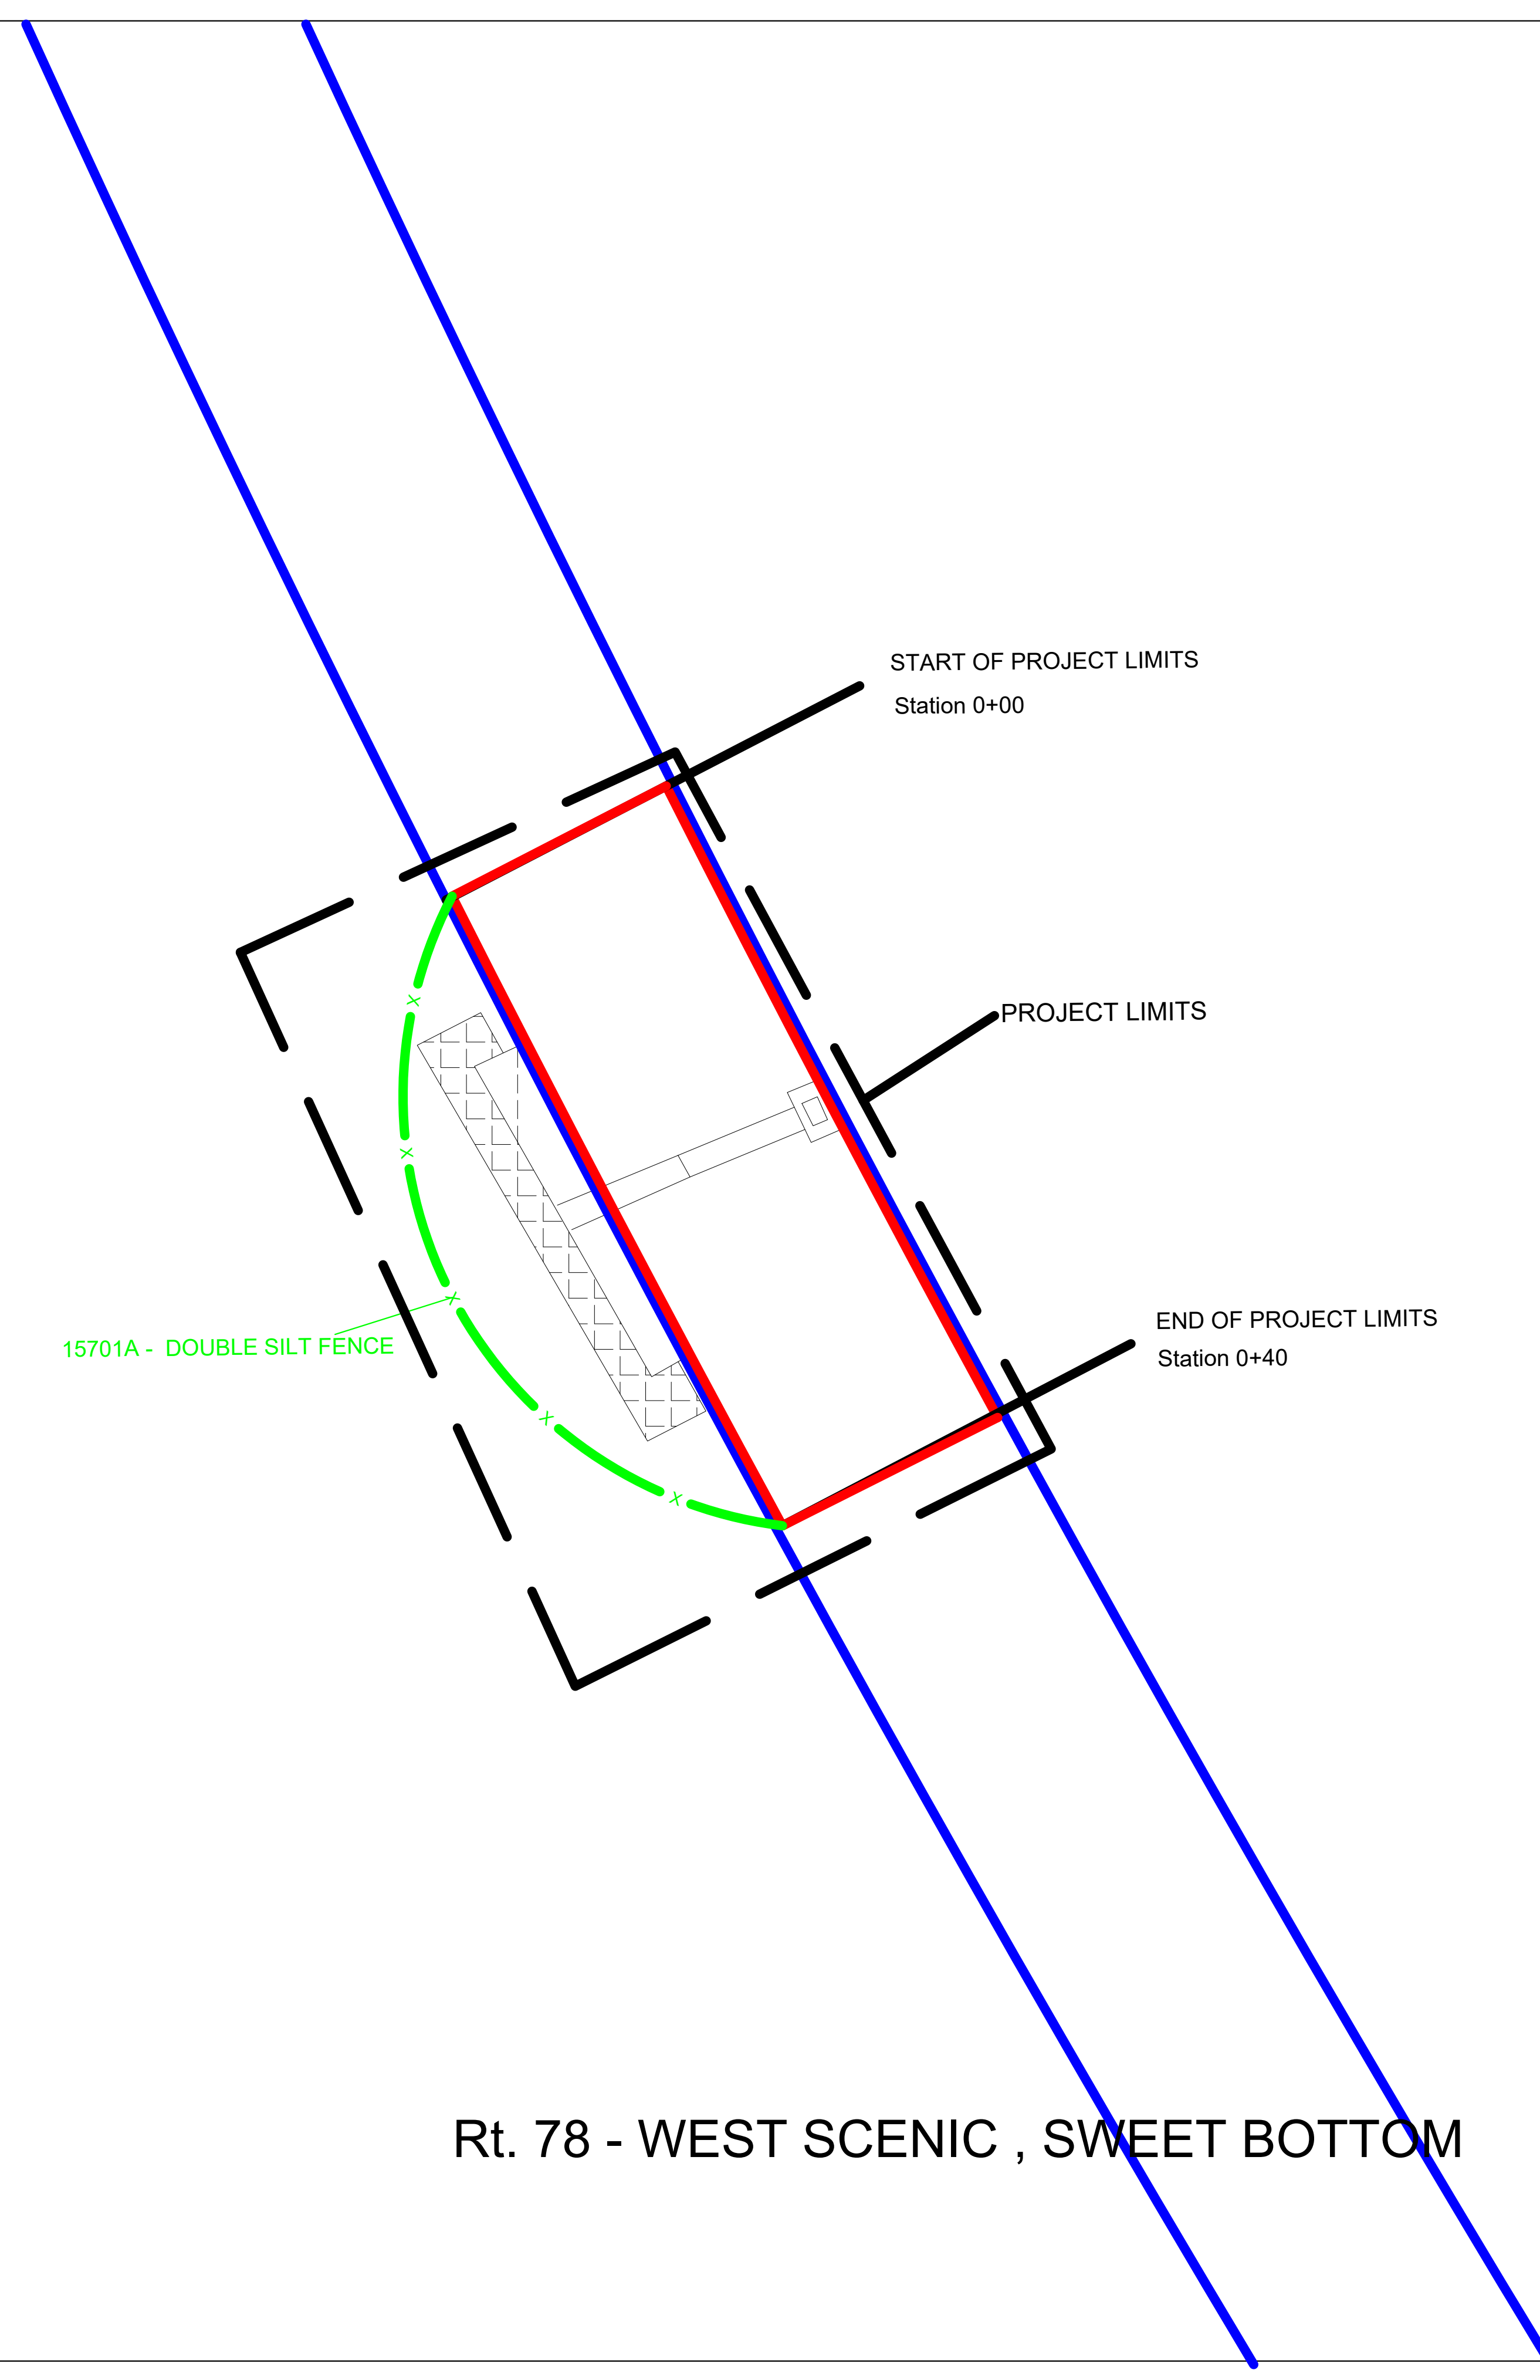 START OF PROJECT LIMITS
Station 0+00
PROJECT LIMITS
END OF PROJECT LIMITS
Station 0+40
15701A - DOUBLE SILT FENCE
Rt. 78 - WEST SCENIC , SWEET BOTTOM